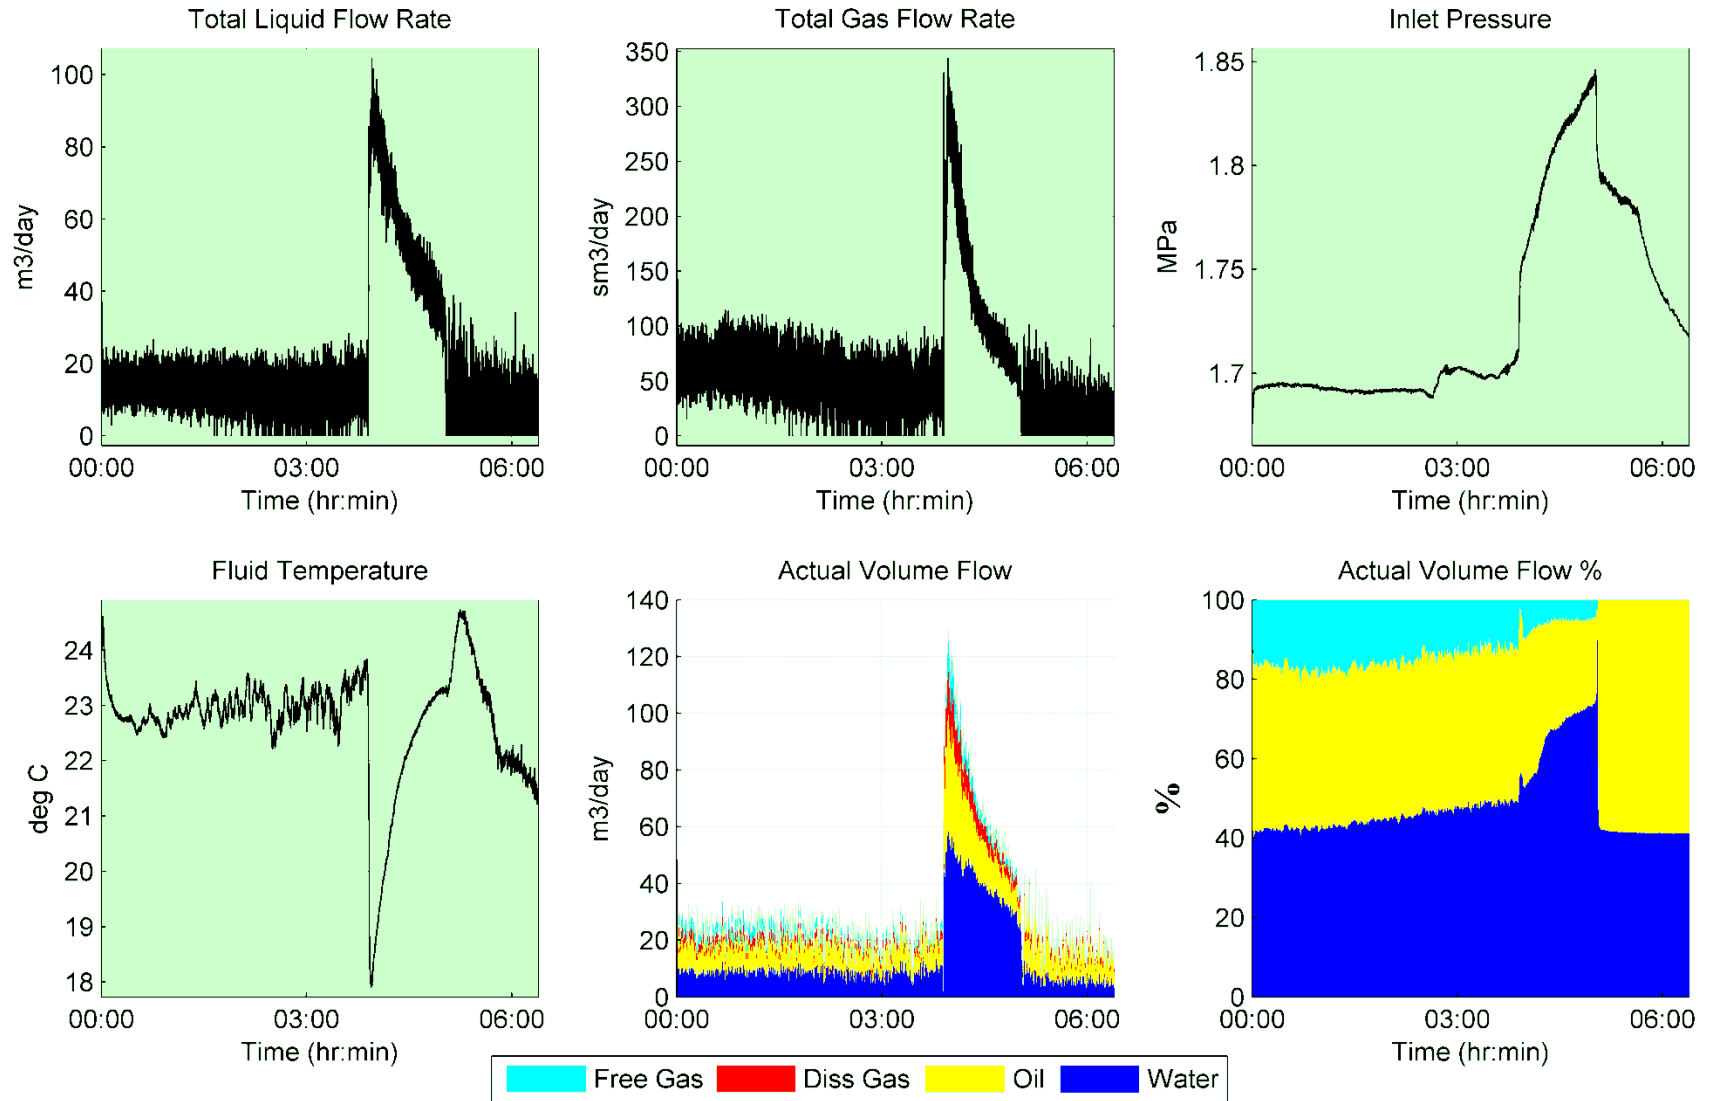 Total Liquid Flow Rate
m3/day
100
80
60
40
20
0
00:00 03:00 06:00
Time (hr:min)
Total Gas Flow Rate
sm3/day
350
300
250
200
150
100
50
0
00:00 03:00 06:00
Time (hr:min)
Inlet Pressure
MPa
1.85
1.8
1.75
1.7
00:00 03:00 06:00
Time (hr:min)
Fluid Temperature
deg C
24
23
22
21
20
19
18
00:00 03:00 06:00
Time (hr:min)
Actual Volume Flow
m3/day
140
120
100
80
60
40
20
0
00:00 03:00 06:00
Actual Volume Flow %
%
100
80
60
40
20
0
00:00 03:00 06:00
Time (hr:min)
Free Gas Diss Gas Oil Water